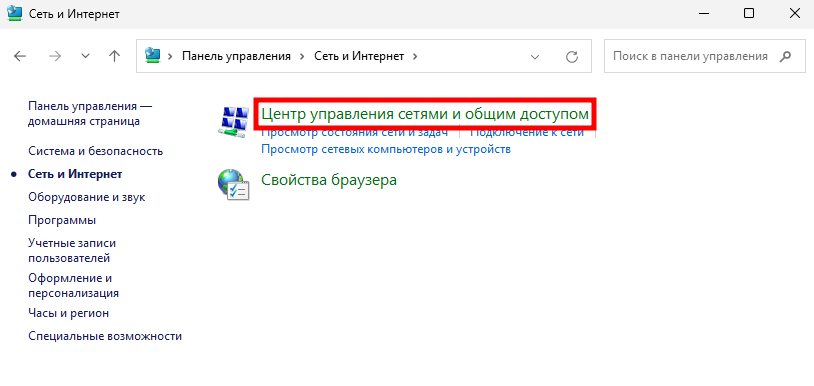 Сеть и Интернет
Панель управления > Сеть и Интернет >
Поиск в панели управления
Панель управления —
домашняя страница
Система и безопасность
Сеть и Интернет
Оборудование и звук
Программы
Учетные записи
пользователей
Оформление и
персонализация
Часы и регион
Специальные возможности
Центр управления сетями и общим доступом
Просмотр состояния сети и задач
Подключение к сети
Просмотр сетевых компьютеров и устройств
Свойства браузера